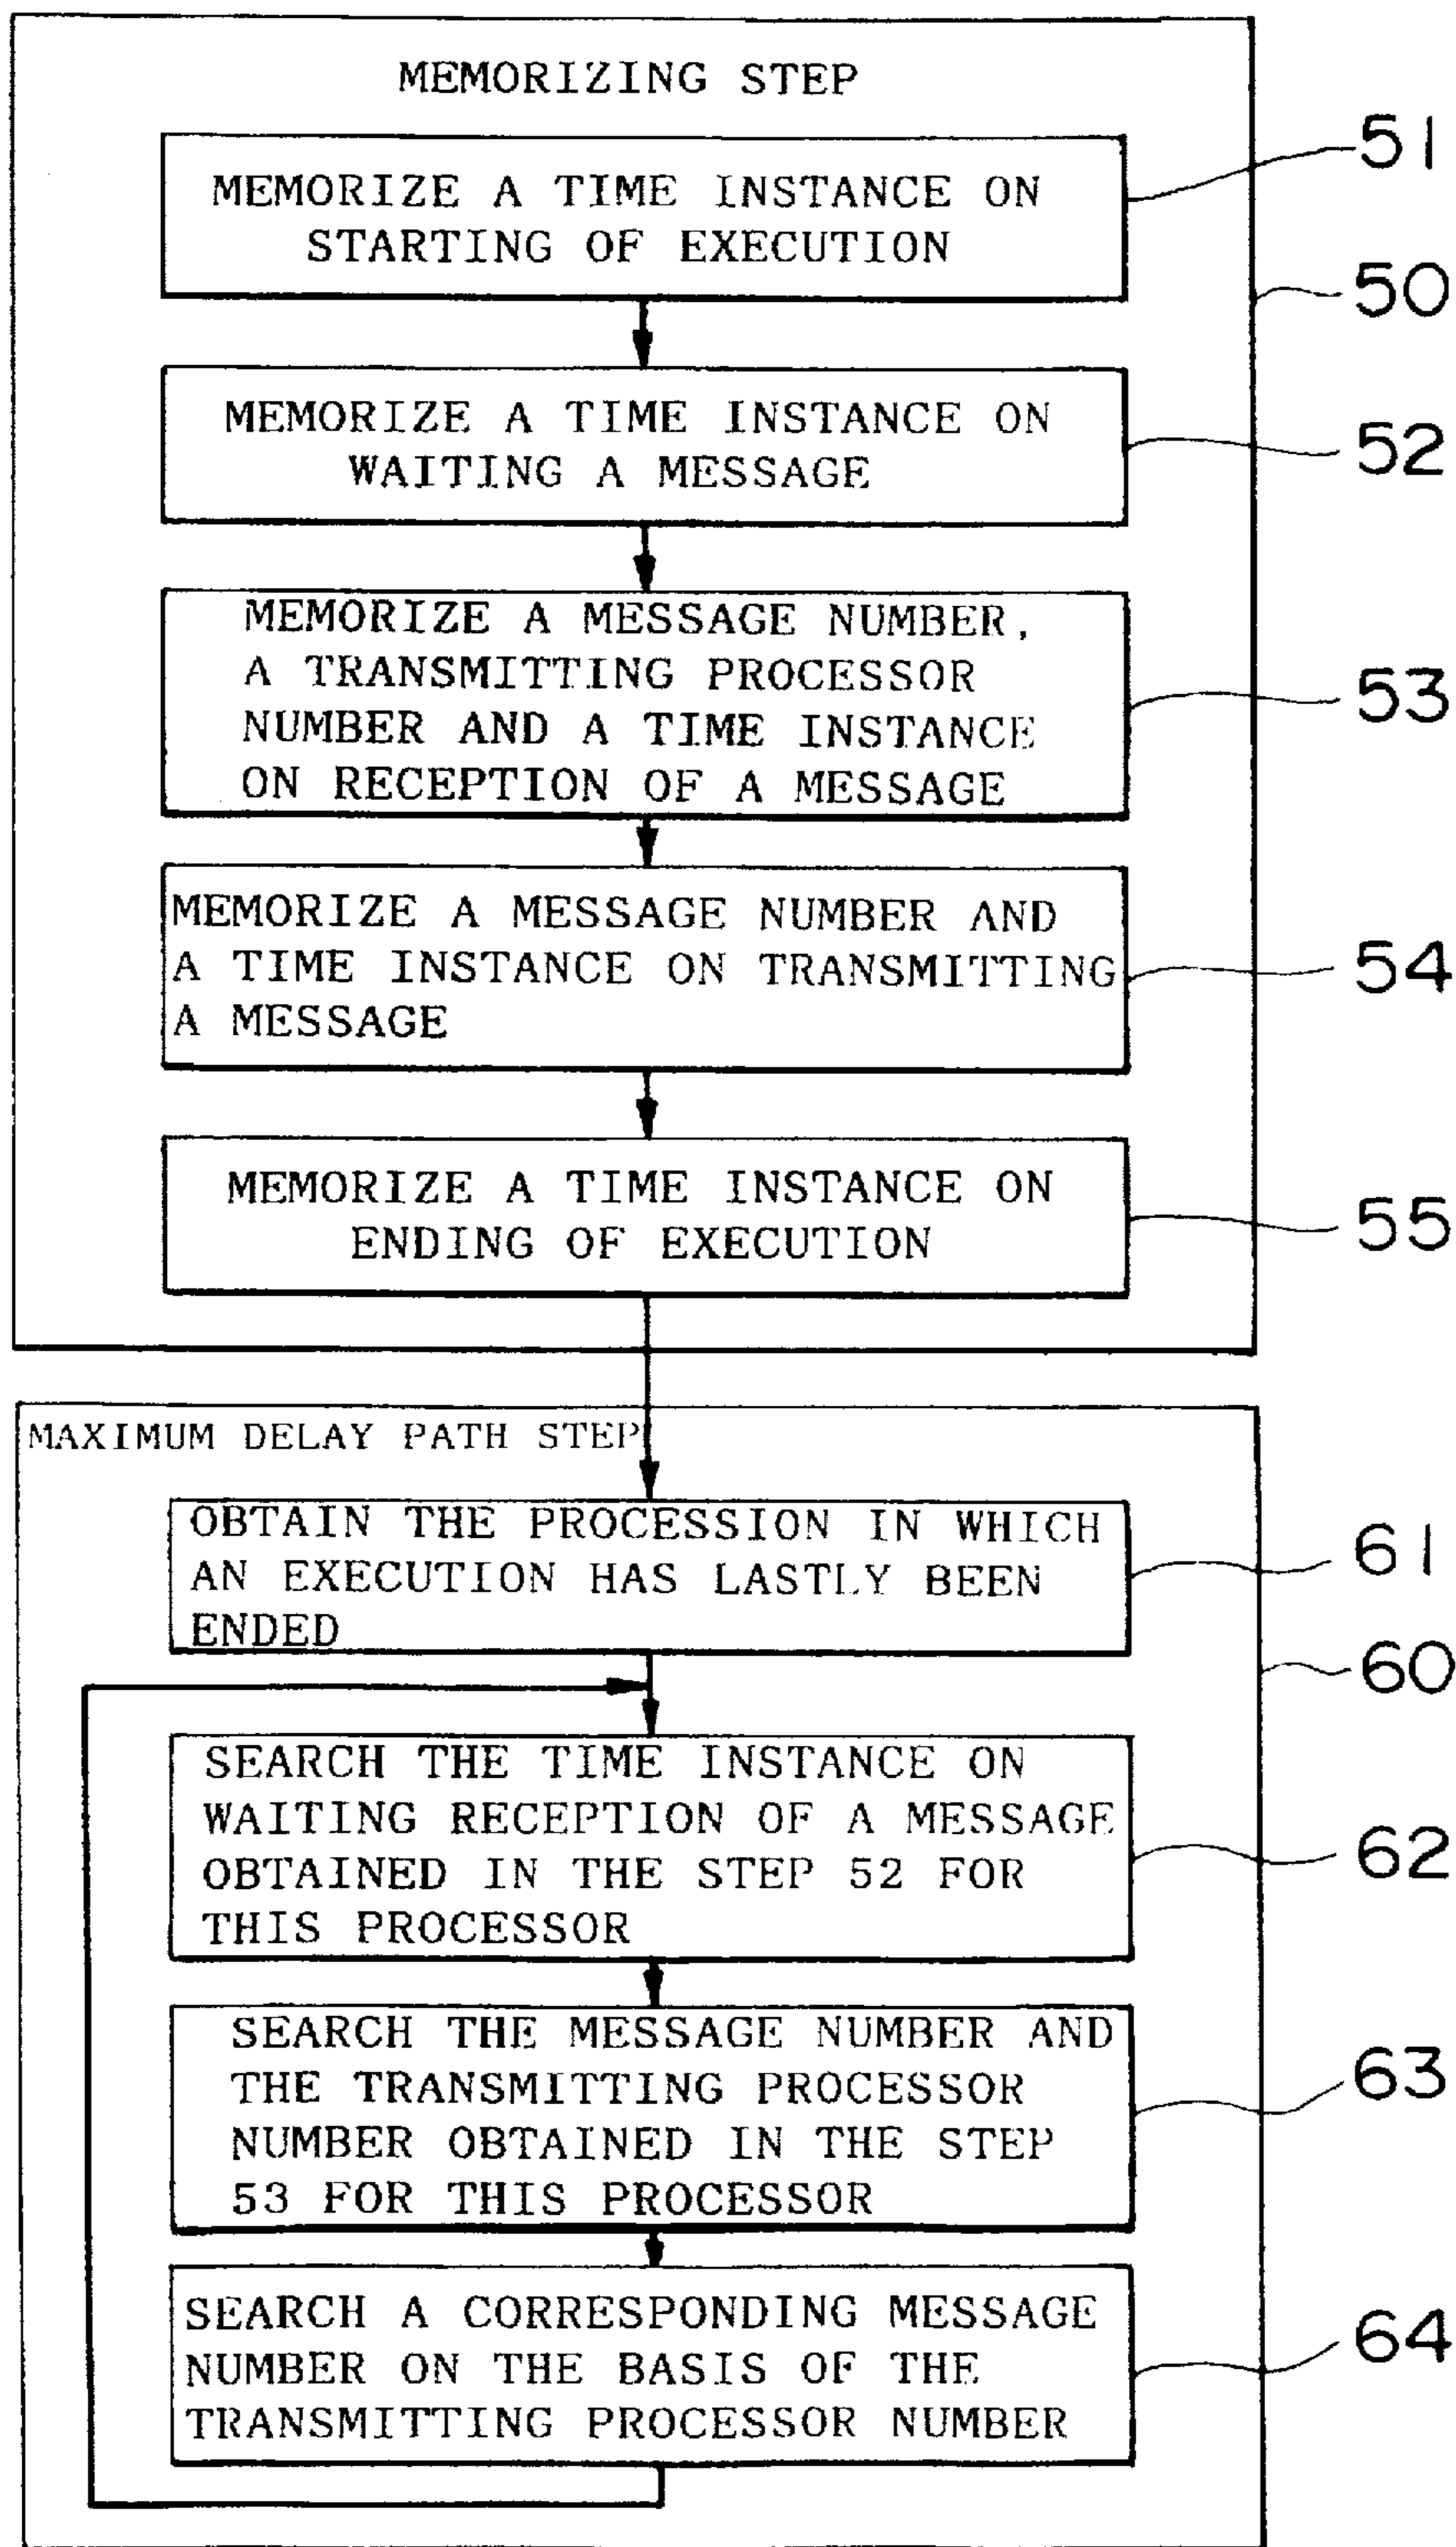 MEMORIZING STEP
MEMORIZE A TIME INSTANCE ON
STARTING OF EXECUTION
51
50
MEMORIZE A TIME INSTANCE ON
WAITING A MESSAGE
52
MEMORIZE A MESSAGE NUMBER,
A TRANSMITTING PROCESSOR
NUMBER AND A TIME INSTANCE
ON RECEPTION OF A MESSAGE
53
MEMORIZE A MESSAGE NUMBER AND
A TIME INSTANCE ON TRANSMITTING
A MESSAGE
54
MEMORIZE A TIME INSTANCE ON
ENDING OF EXECUTION
55
MAXIMUM DELAY PATH STEP
OBTAIN THE PROCESSION IN WHICH
AN EXECUTION HAS LASTLY BEEN
ENDED
61
60
SEARCH THE TIME INSTANCE ON
WAITING RECEPTION OF A MESSAGE
OBTAINED IN THE STEP 52 FOR
THIS PROCESSOR
62
SEARCH THE MESSAGE NUMBER AND
THE TRANSMITTING PROCESSOR
NUMBER OBTAINED IN THE STEP
53 FOR THIS PROCESSOR
63
SEARCH A CORRESPONDING MESSAGE
NUMBER ON THE BASIS OF THE
TRANSMITTING PROCESSOR NUMBER
64